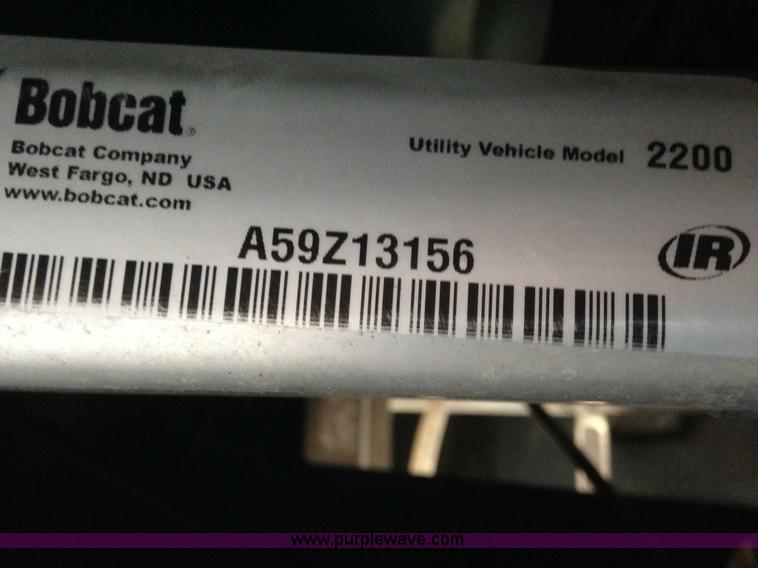 Bobcat®
Bobcat Company
West Fargo, ND USA
www.bobcat.com
Utility Vehicle Model 2200
A59Z13156
IR
www.purplewave.com